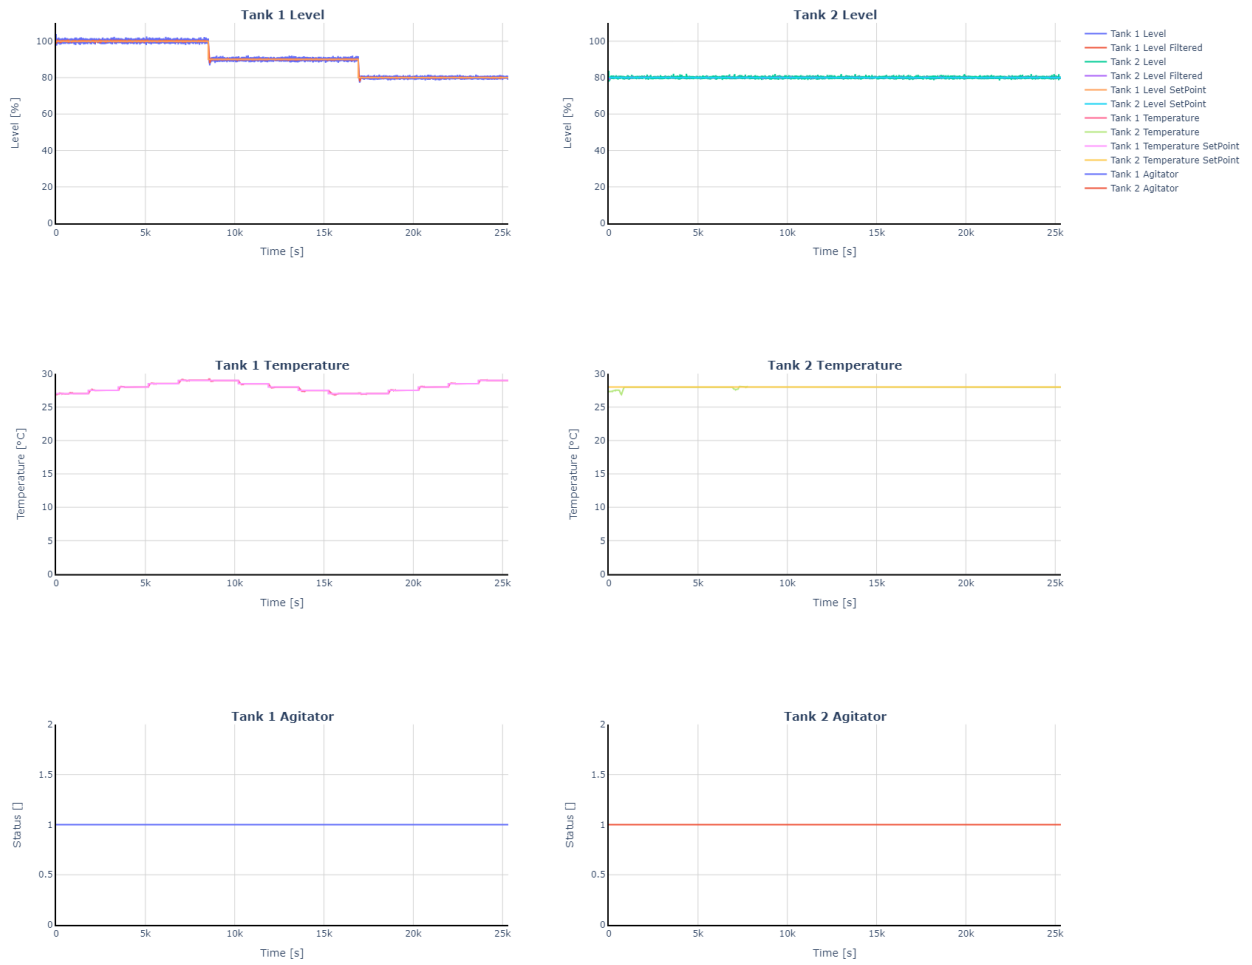 Tank 1 Level
Tank 2 Level
Level [%]
100
80
60
40
20
0
0 5k 10k 15k 20k 25k
Time [s]
Level [%]
100
80
60
40
20
0
0 5k 10k 15k 20k 25k
Time [s]
Tank 1 Level
Tank 1 Level Filtered
Tank 2 Level
Tank 2 Level Filtered
Tank 1 Level SetPoint
Tank 2 Level SetPoint
Tank 1 Temperature
Tank 2 Temperature
Tank 1 Temperature SetPoint
Tank 2 Temperature SetPoint
Tank 1 Agitator
Tank 2 Agitator
Tank 1 Temperature
Tank 2 Temperature
Temperature [°C]
30
25
20
15
10
5
0
0 5k 10k 15k 20k 25k
Time [s]
Temperature [°C]
30
25
20
15
10
5
0
0 5k 10k 15k 20k 25k
Time [s]
Tank 1 Agitator
Tank 2 Agitator
Status []
2
1.5
1
0.5
0
0 5k 10k 15k 20k 25k
Time [s]
Status []
2
1.5
1
0.5
0
0 5k 10k 15k 20k 25k
Time [s]